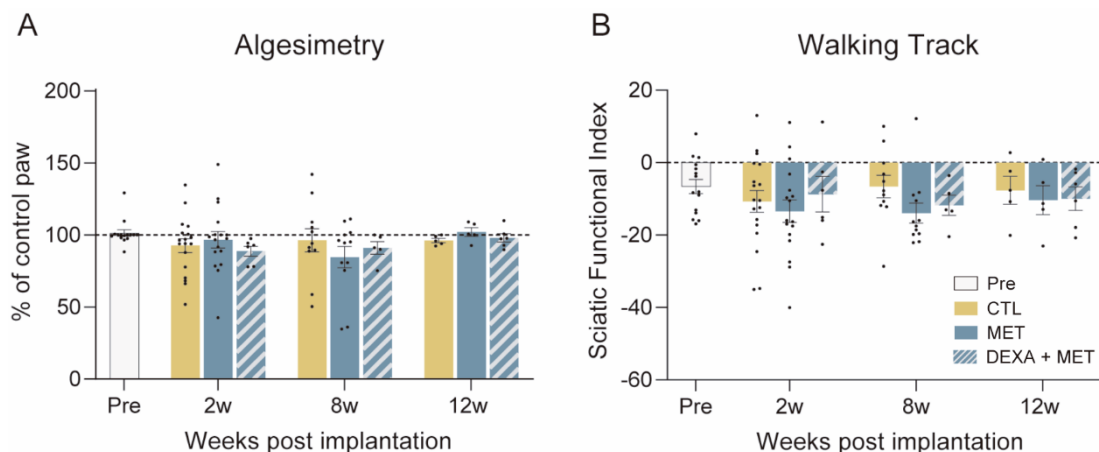 A
Algesimetry
% of control paw
200
150
100
50
0
Pre
2w
8w
12w
Weeks post implantation
B
Walking Track
Sciatic Functional Index
20
0
-20
-40
-60
Pre
CTL
MET
DEXA + MET
Pre
2w
8w
12w
Weeks post implantation